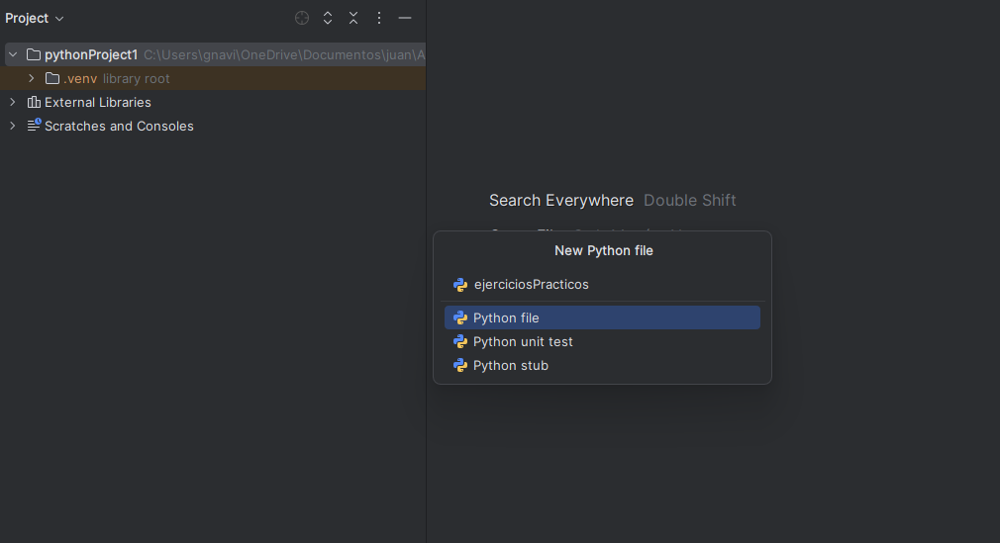 Project
pythonProject1 C:\Users\gnavi\OneDrive\Documentos\juan\A
.venv library root
External Libraries
Scratches and Consoles
Search Everywhere Double Shift
New Python file
ejerciciosPracticos
Python file
Python unit test
Python stub